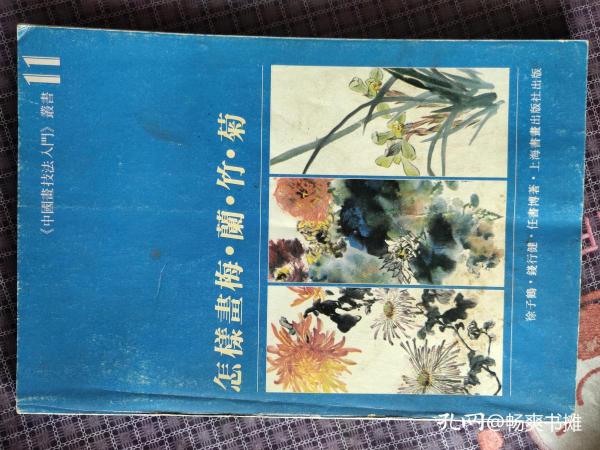 《中國畫技法入門》叢書 11
怎樣畫梅·蘭·竹·菊
徐子鶴·錢行健·任書博著·上海書畫出版社出版
孔网@畅爽书摊